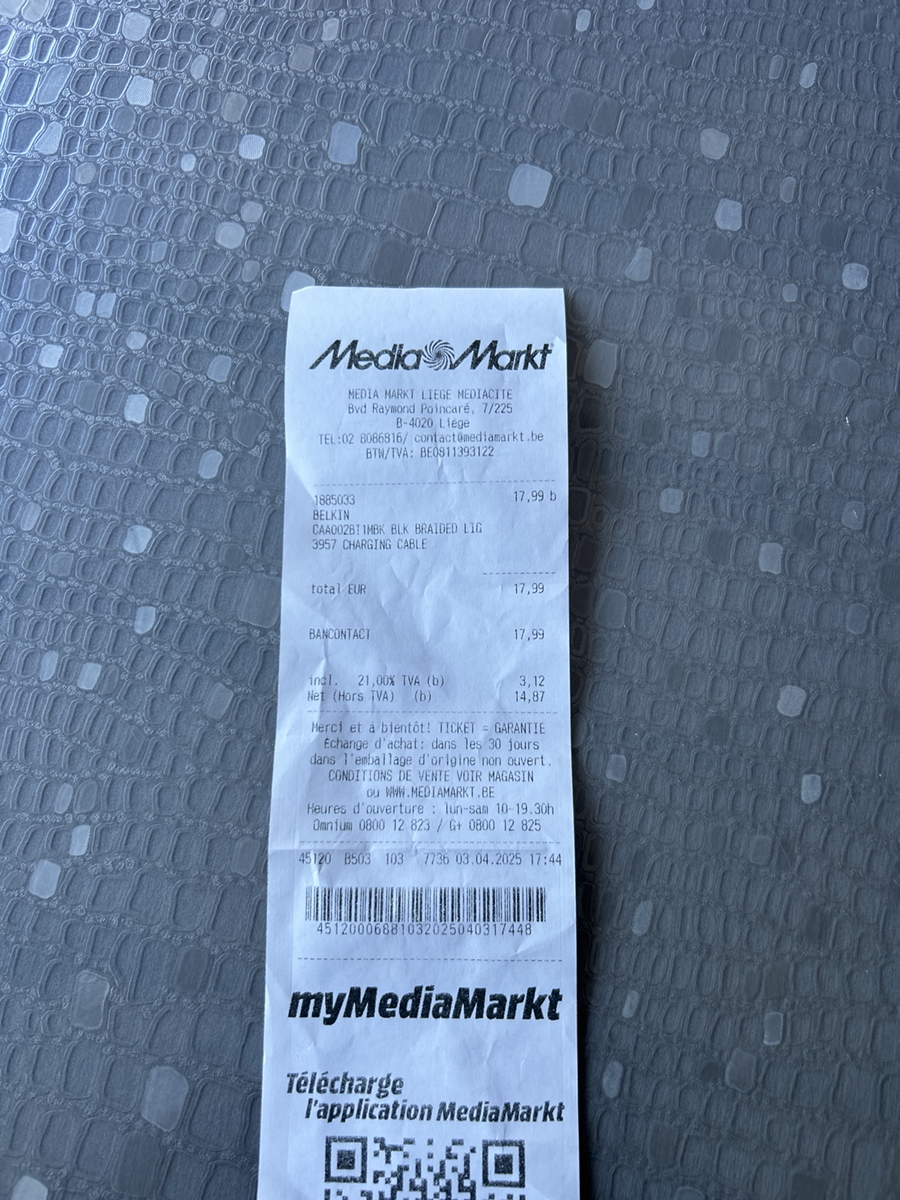 Media Markt
MEDIA MARKT LIEGE MEDIACITE
Bvd Raymond Poincaré, 7/225
B-4020 Liège
TEL:02 8086816/ contact@mediamarkt.be
BTW/TVA: BE0811393122
1885033 17,99 b
BELKIN
CAA002BT1MBK BLK BRAIDED LIG
3957 CHARGING CABLE
total EUR 17,99
BANCONTACT 17,99
incl. 21,00% TVA (b) 3,12
Net (Hors TVA) (b) 14,87
Merci et à bientôt! TICKET = GARANTIE
Échange d'achat: dans les 30 jours
dans l'emballage d'origine non ouvert.
CONDITIONS DE VENTE VOIR MAGASIN
ou WWW.MEDIAMARKT.BE
Heures d'ouverture : lun-sam 10-19.30h
Omnium 0800 12 823 / G+ 0800 12 825
45120 B503 103 7736 03.04.2025 17:44
4512000688103202504031​7448
myMediaMarkt
Télécharge
l'application MediaMarkt